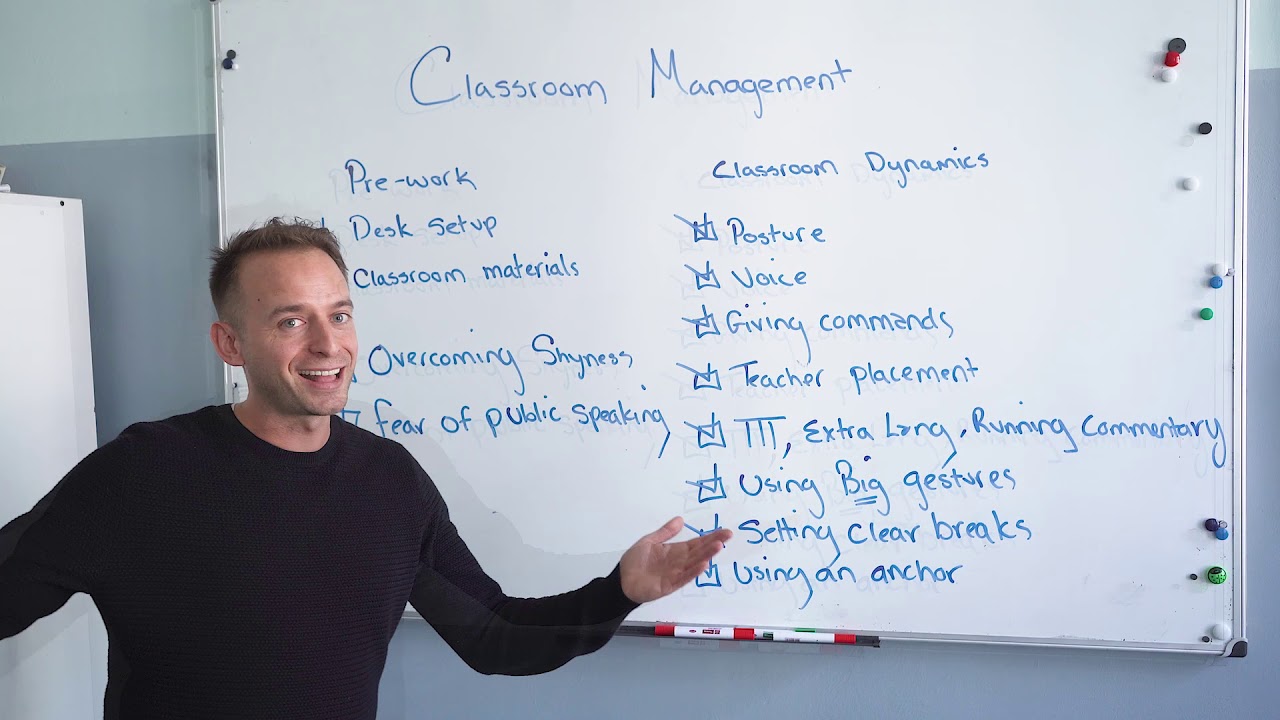 Classroom Management
Pre-work
Desk Setup
Classroom materials
Overcoming Shyness
fear of public speaking
Classroom Dynamics
Posture
Voice
Giving commands
Teacher placement
TTT, Extra Lang, Running Commentary
Using Big gestures
Setting Clear breaks
Using an anchor